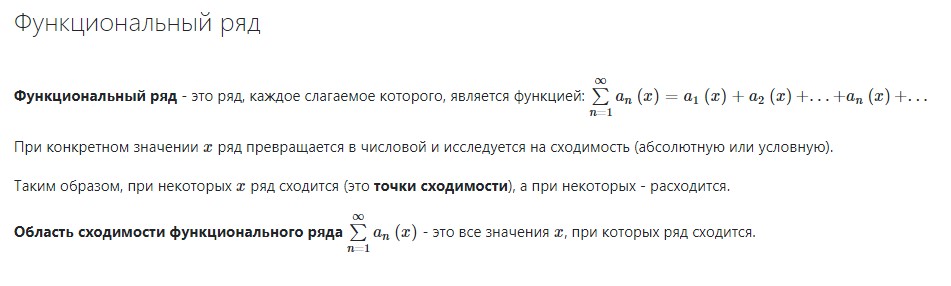 Функциональный ряд
Функциональный ряд - это ряд, каждое слагаемое которого, является функцией: $\sum_{n=1}^{\infty} a_n(x) = a_1(x) + a_2(x) + \ldots + a_n(x) + \ldots$
При конкретном значении $x$ ряд превращается в числовой и исследуется на сходимость (абсолютную или условную).
Таким образом, при некоторых $x$ ряд сходится (это точки сходимости), а при некоторых - расходится.
Область сходимости функционального ряда $\sum_{n=1}^{\infty} a_n(x)$ - это все значения $x$, при которых ряд сходится.